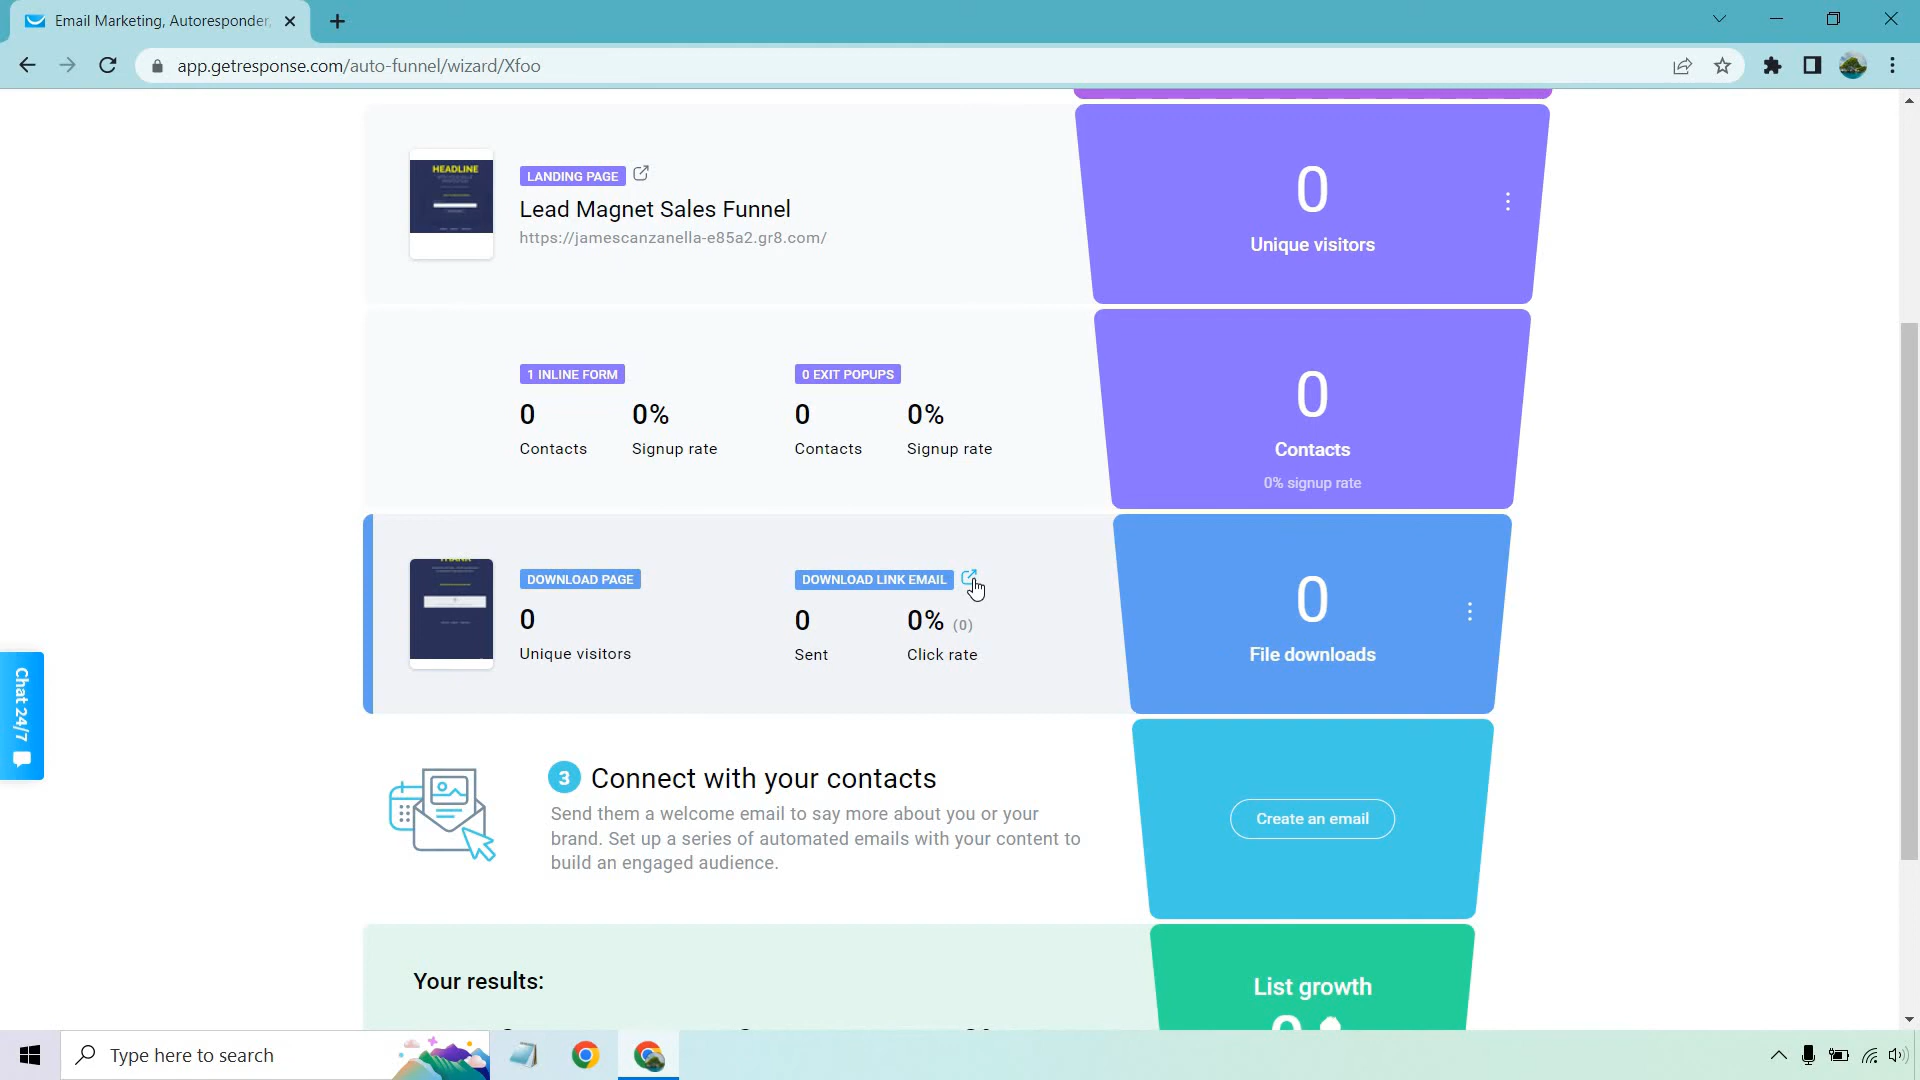 Email Marketing, Autoresponder,
app.getresponse.com/auto-funnel/wizard/Xfoo
HEADLINE
LANDING PAGE
Lead Magnet Sales Funnel
https://jamescanzanella-e85a2.gr8.com/
0
Unique visitors
1 INLINE FORM
0 EXIT POPUPS
0 0% 0 0%
Contacts Signup rate Contacts Signup rate
0
Contacts
0% signup rate
THANK
DOWNLOAD PAGE
DOWNLOAD LINK EMAIL
0 0 0% (0)
Unique visitors Sent Click rate
0
File downloads
Chat 24/7
3 Connect with your contacts
Send them a welcome email to say more about you or your
brand. Set up a series of automated emails with your content to
build an engaged audience.
Create an email
Your results:
List growth
Type here to search